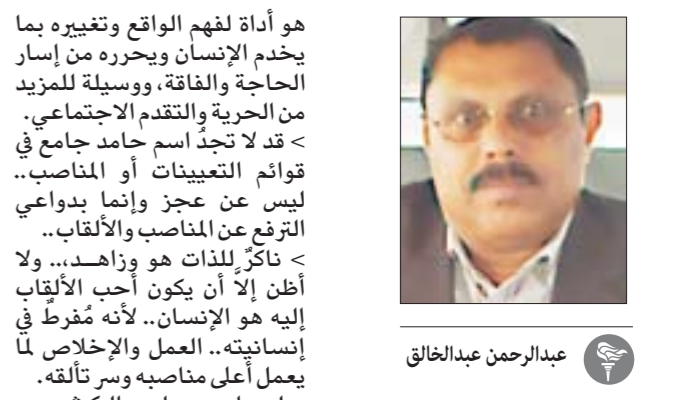 هو أداة لفهم الواقع وتغييره بما
يخدم الإنسان ويحرره من إسار
الحاجة والفاقة، ووسيلة للمزيد
من الحرية والتقدم الاجتماعي.
> قد لا تجدُ اسم حامد جامع في
قوائم التعيينات أو المناصب..
ليس عن عجز وإنما بدواعي
الترفع عن المناصب والألقاب..
> ناكرٌ للذات هو وزاهــد،.. ولا
أظن إلاَّ أن يكون أحب الألقاب
إليه هو الإنسان.. لأنه مُفرطٌ في
إنسانيته.. العمل والإخلاص لما
يعمل أعلى مناصبه وسر تألقه.
عبدالرحمن عبدالخالق